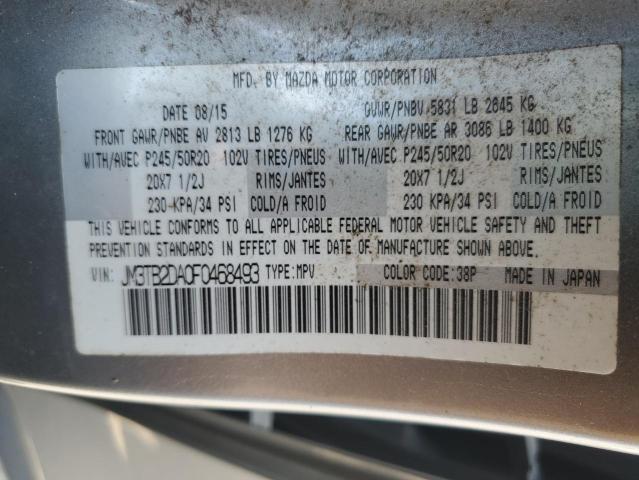 MFD. BY MAZDA MOTOR CORPORATION
DATE 08/15 GVWR/PNBV 5831 LB 2645 KG
FRONT GAWR/PNBE AV 2813 LB 1276 KG REAR GAWR/PNBE AR 3086 LB 1400 KG
WITH/AVEC P245/50R20 102V TIRES/PNEUS WITH/AVEC P245/50R20 102V TIRES/PNEUS
20X7 1/2J RIMS/JANTES 20X7 1/2J RIMS/JANTES
230 KPA/34 PSI COLD/A FROID 230 KPA/34 PSI COLD/A FROID
THIS VEHICLE CONFORMS TO ALL APPLICABLE FEDERAL MOTOR VEHICLE SAFETY AND THEFT
PREVENTION STANDARDS IN EFFECT ON THE DATE OF MANUFACTURE SHOWN ABOVE.
VIN: JM3TB2DA0F0468493 TYPE:MPV COLOR CODE:38P MADE IN JAPAN